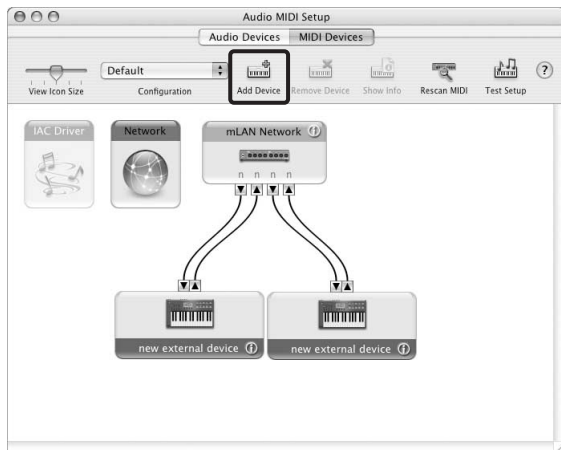 Audio MIDI Setup
Audio Devices MIDI Devices
Default
View Icon Size Configuration Add Device Remove Device Show Info Rescan MIDI Test Setup ?
IAC Driver Network mLAN Network i
n n n n
new external device i new external device i